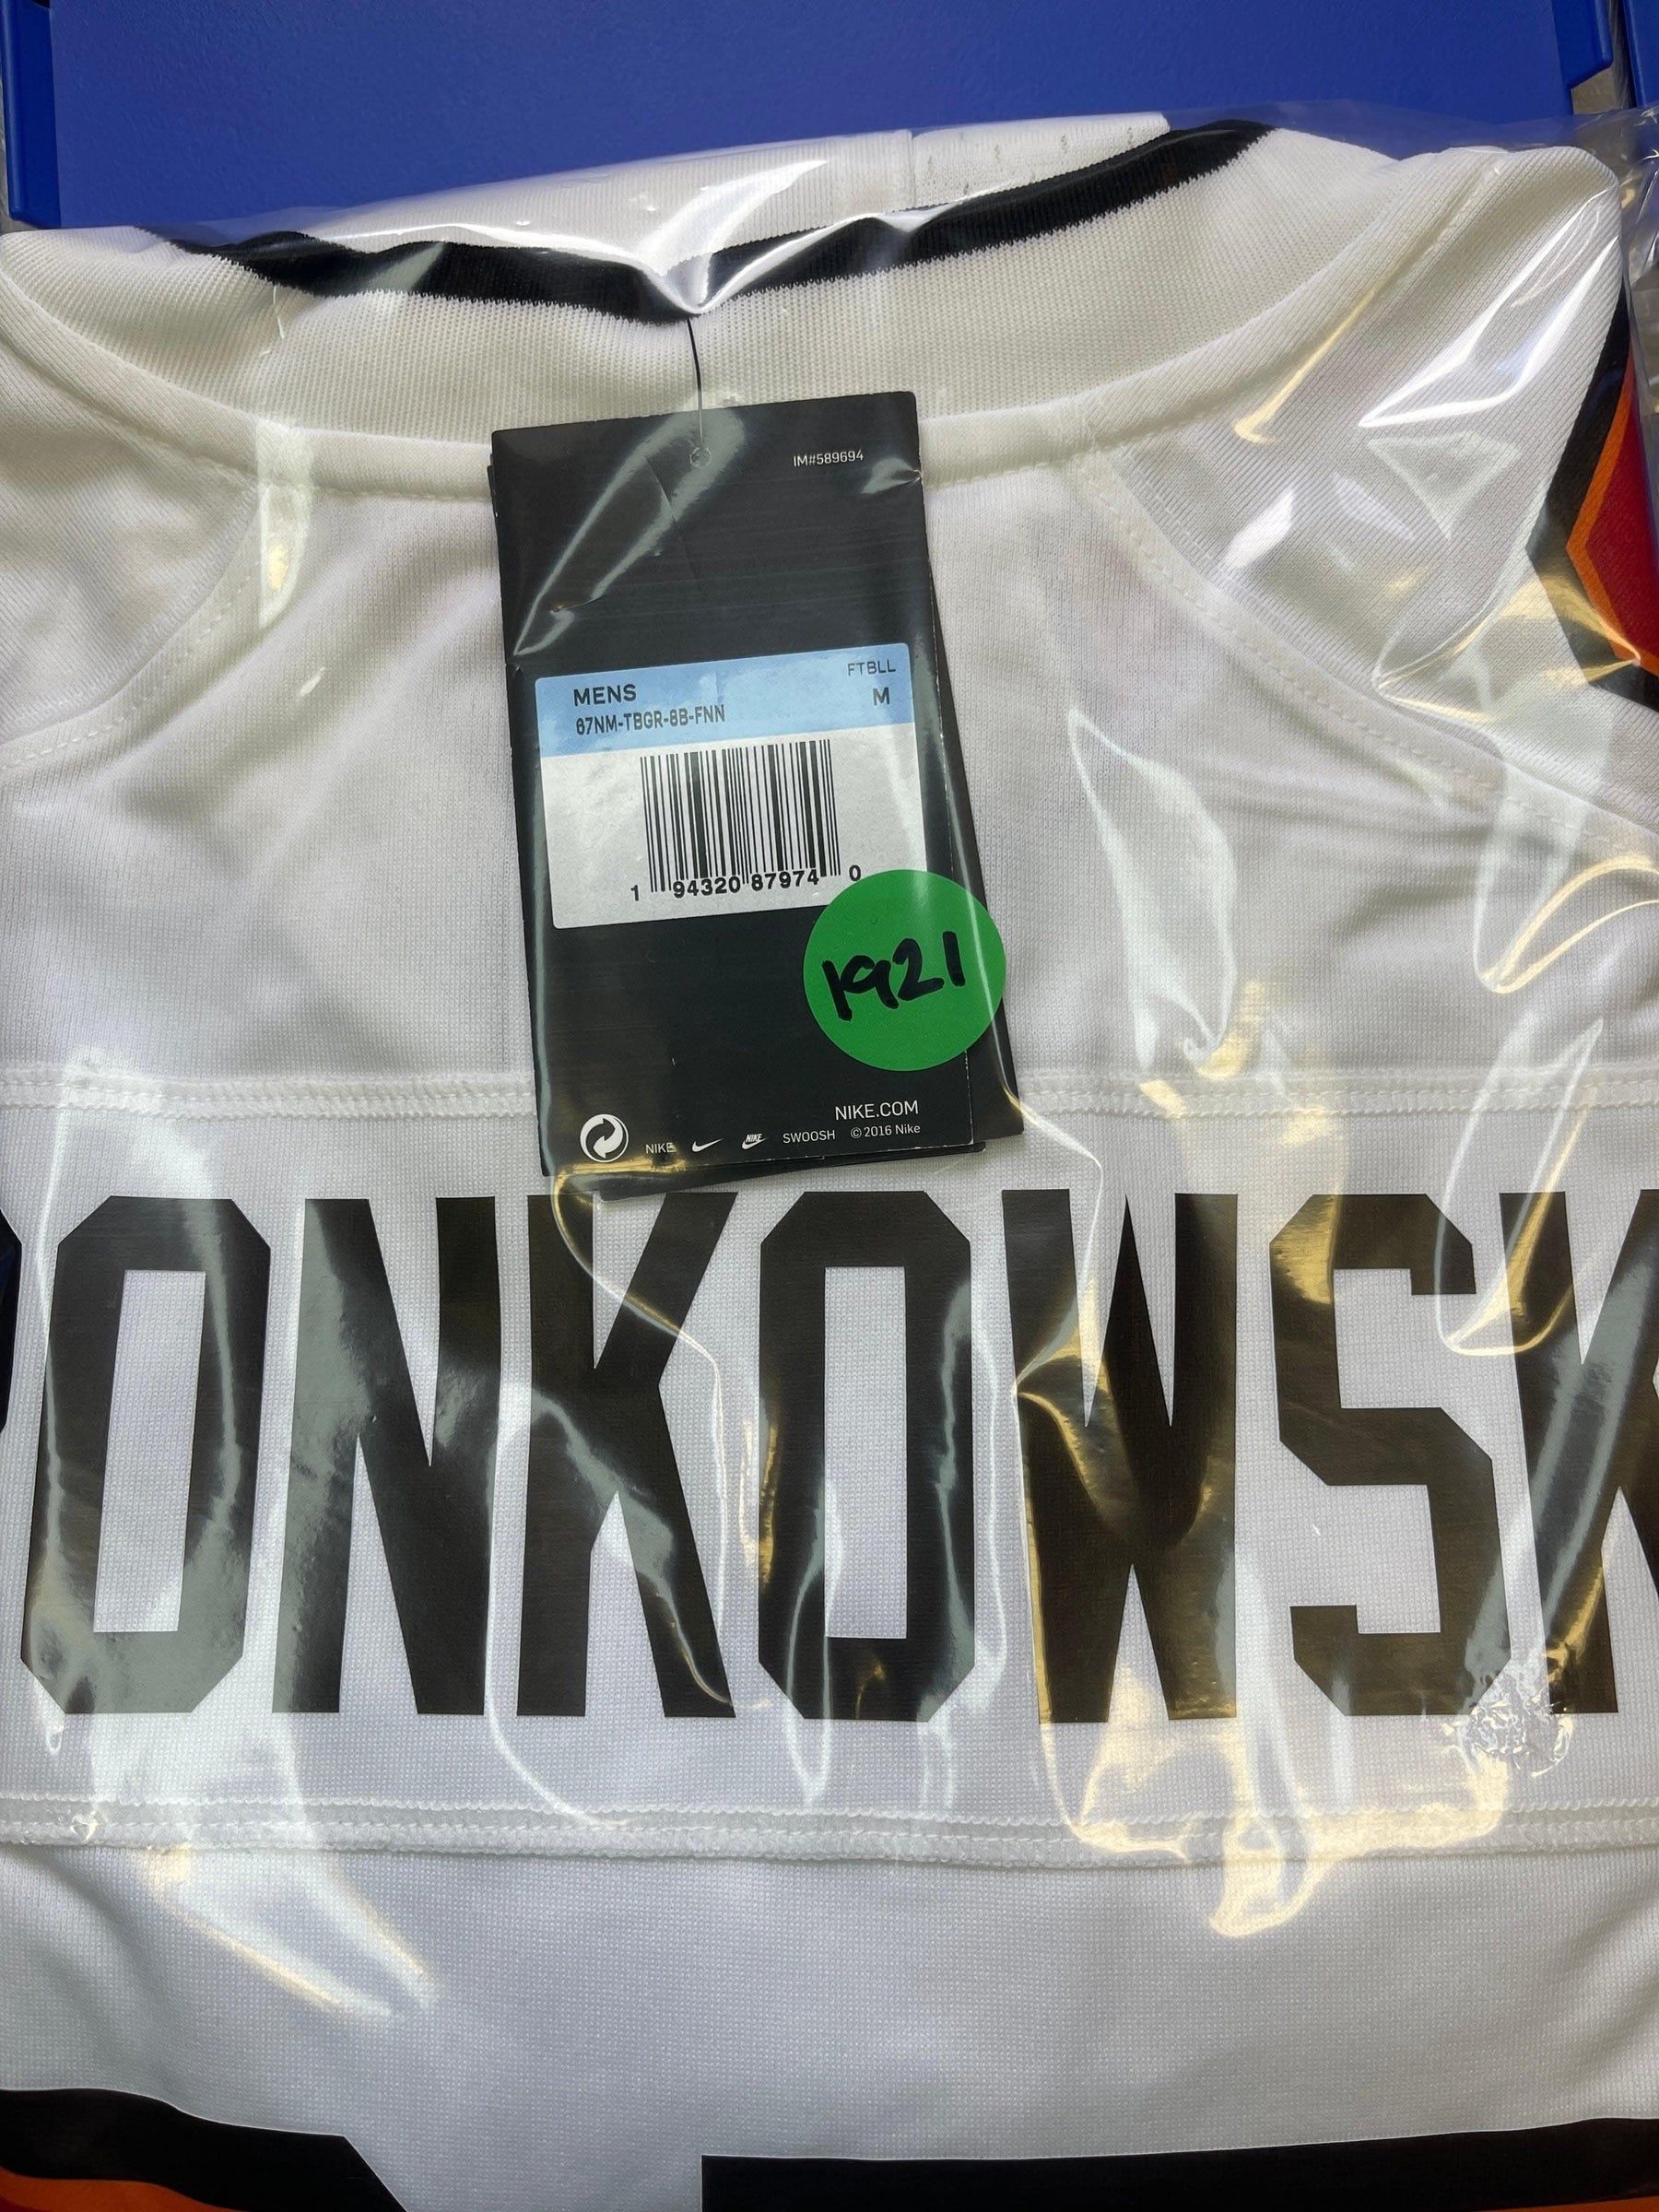 IM#589694
FTBLL
MENS M
67NM-TBGR-8B-FNN
1 94320 87974 0
1921
NIKE.COM
NIKE NIKE SWOOSH © 2016 Nike
ONKOWSK